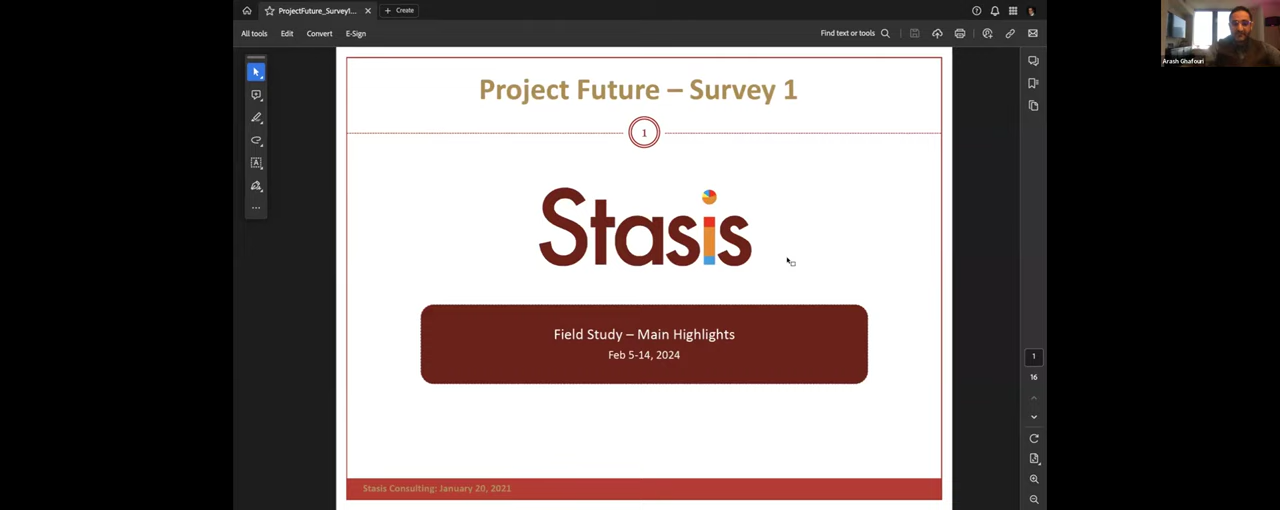 ProjectFuture_Survey1...
+ Create
All tools
Edit
Convert
E-Sign
Find text or tools
Arash Ghafouri
Project Future – Survey 1
1
Stasis
Field Study – Main Highlights
Feb 5-14, 2024
1
16
Stasis Consulting: January 20, 2021